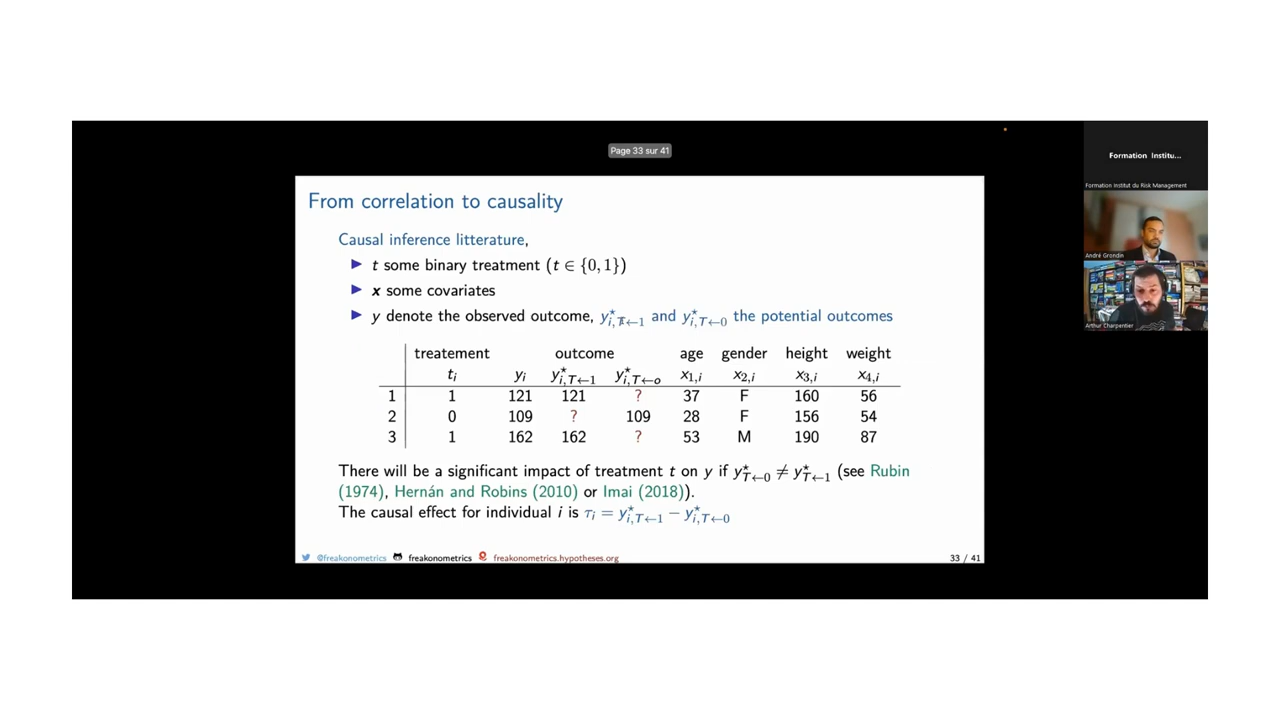 Page 33 sur 41
Formation Institu...
Formation Institut du Risk Management
André Grondin
Arthur Charpentier
From correlation to causality
Causal inference litterature,
▶ t some binary treatment (t ∈ {0, 1})
▶ x some covariates
▶ y denote the observed outcome, y⋆i,T←1 and y⋆i,T←0 the potential outcomes
treatement outcome age gender height weight
ti yi y⋆i,T←1 y⋆i,T←o x1,i x2,i x3,i x4,i
1 1 121 121 ? 37 F 160 56
2 0 109 ? 109 28 F 156 54
3 1 162 162 ? 53 M 190 87
There will be a significant impact of treatment t on y if y⋆T←0 ≠ y⋆T←1 (see Rubin
(1974), Hernán and Robins (2010) or Imai (2018)).
The causal effect for individual i is τi = y⋆i,T←1 − y⋆i,T←0
@freakonometrics freakonometrics freakonometrics.hypotheses.org 33 / 41